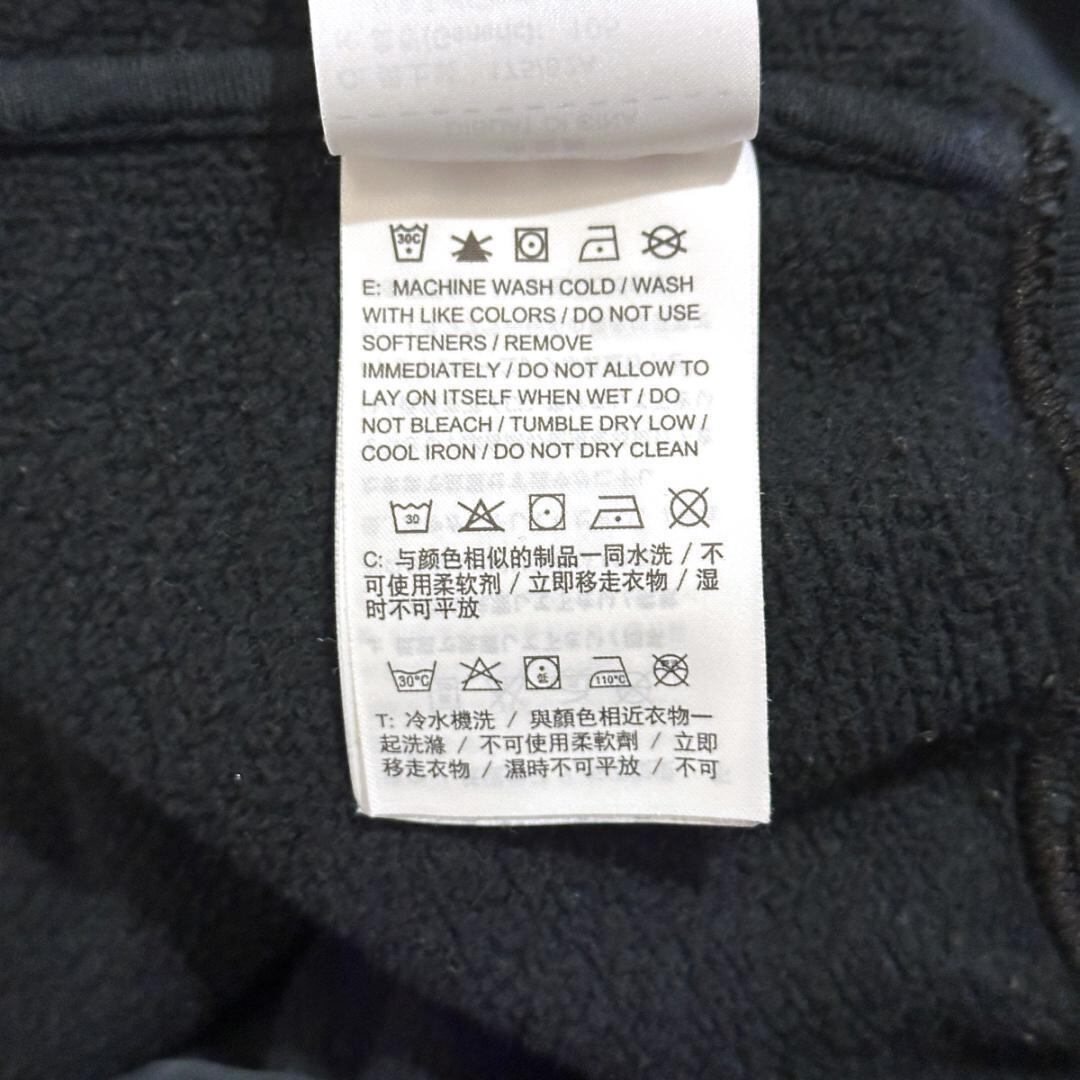 30C
E: MACHINE WASH COLD / WASH
WITH LIKE COLORS / DO NOT USE
SOFTENERS / REMOVE
IMMEDIATELY / DO NOT ALLOW TO
LAY ON ITSELF WHEN WET / DO
NOT BLEACH / TUMBLE DRY LOW /
COOL IRON / DO NOT DRY CLEAN
30
C: 与颜色相似的制品一同水洗 / 不
可使用柔软剂 / 立即移走衣物 / 湿
时不可平放
30°C 低 110°C
T: 冷水機洗 / 與顏色相近衣物一
起洗滌 / 不可使用柔軟劑 / 立即
移走衣物 / 濕時不可平放 / 不可